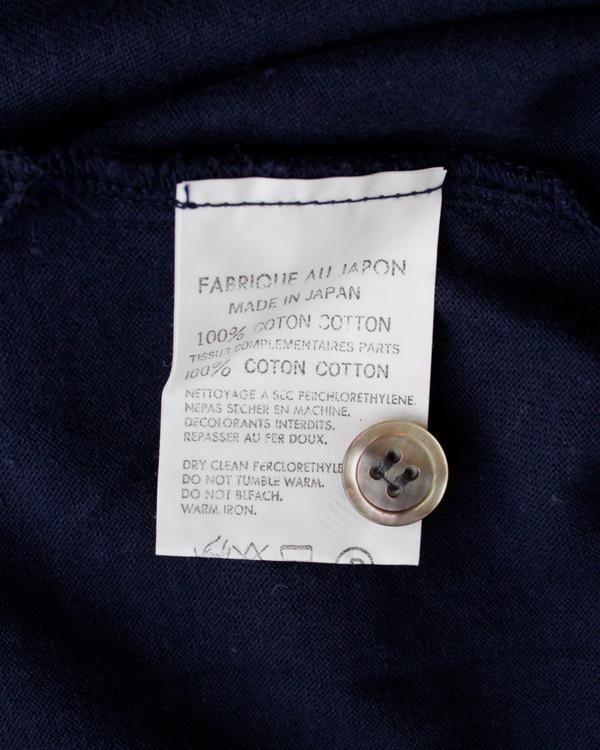 FABRIQUE AU JAPON
MADE IN JAPAN
100% COTON COTTON
TISSUS COMPLEMENTAIRES PARTS
100% COTON COTTON
NETTOYAGE À SEC PERCHLORETHYLENE.
NEPAS SECHER EN MACHINE.
DECOLORANTS INTERDITS.
REPASSER AU FER DOUX.
DRY CLEAN PERCLORETHYLE
DO NOT TUMBLE WARM.
DO NOT BLEACH.
WARM IRON.
P